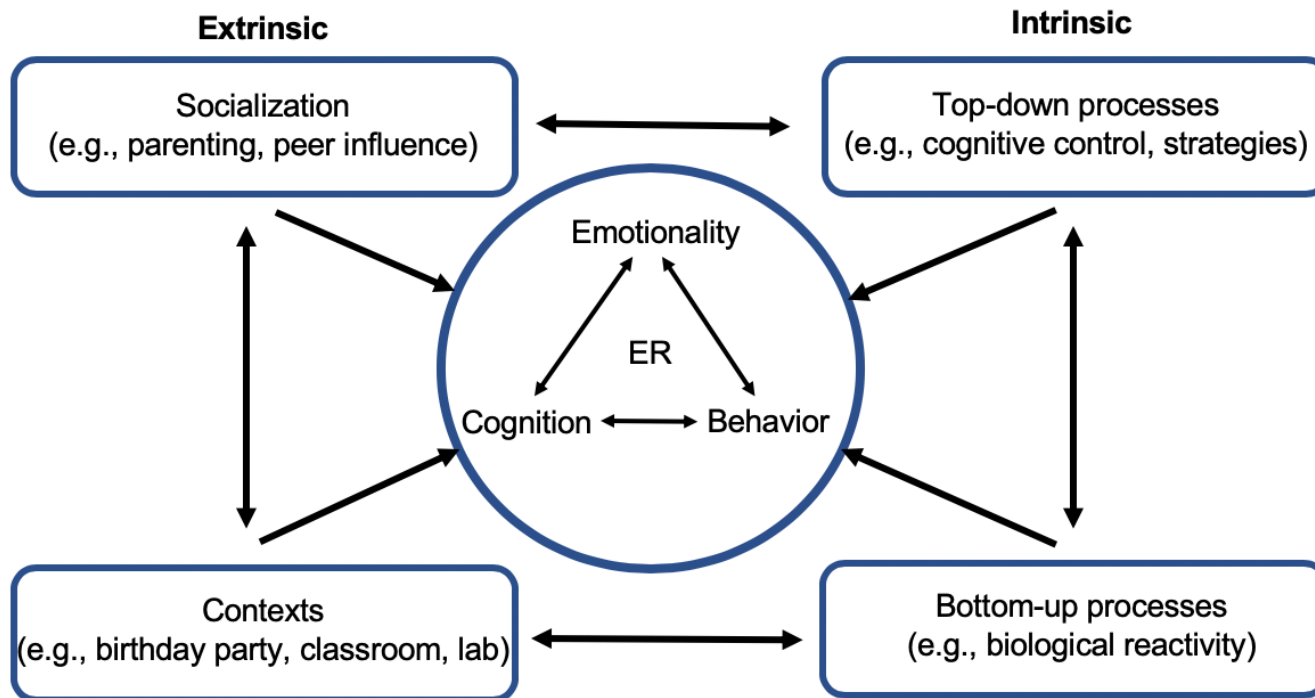 Extrinsic
Intrinsic
Socialization
(e.g., parenting, peer influence)
Top-down processes
(e.g., cognitive control, strategies)
Emotionality
ER
Cognition
Behavior
Contexts
(e.g., birthday party, classroom, lab)
Bottom-up processes
(e.g., biological reactivity)